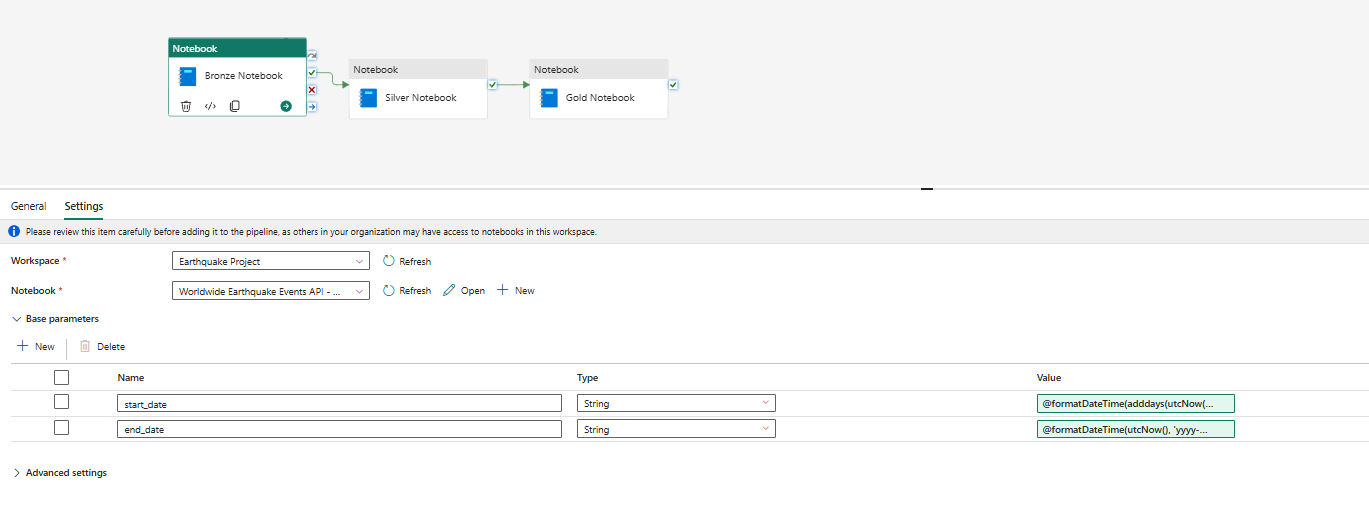 Notebook
Bronze Notebook
Notebook
Silver Notebook
Notebook
Gold Notebook
General Settings
Please review this item carefully before adding it to the pipeline, as others in your organization may have access to notebooks in this workspace.
Workspace * Earthquake Project Refresh
Notebook * Worldwide Earthquake Events API - ... Refresh Open New
Base parameters
New Delete
Name Type Value
start_date String @formatDateTime(adddays(utcNow(...
end_date String @formatDateTime(utcNow(), 'yyyy-...
Advanced settings